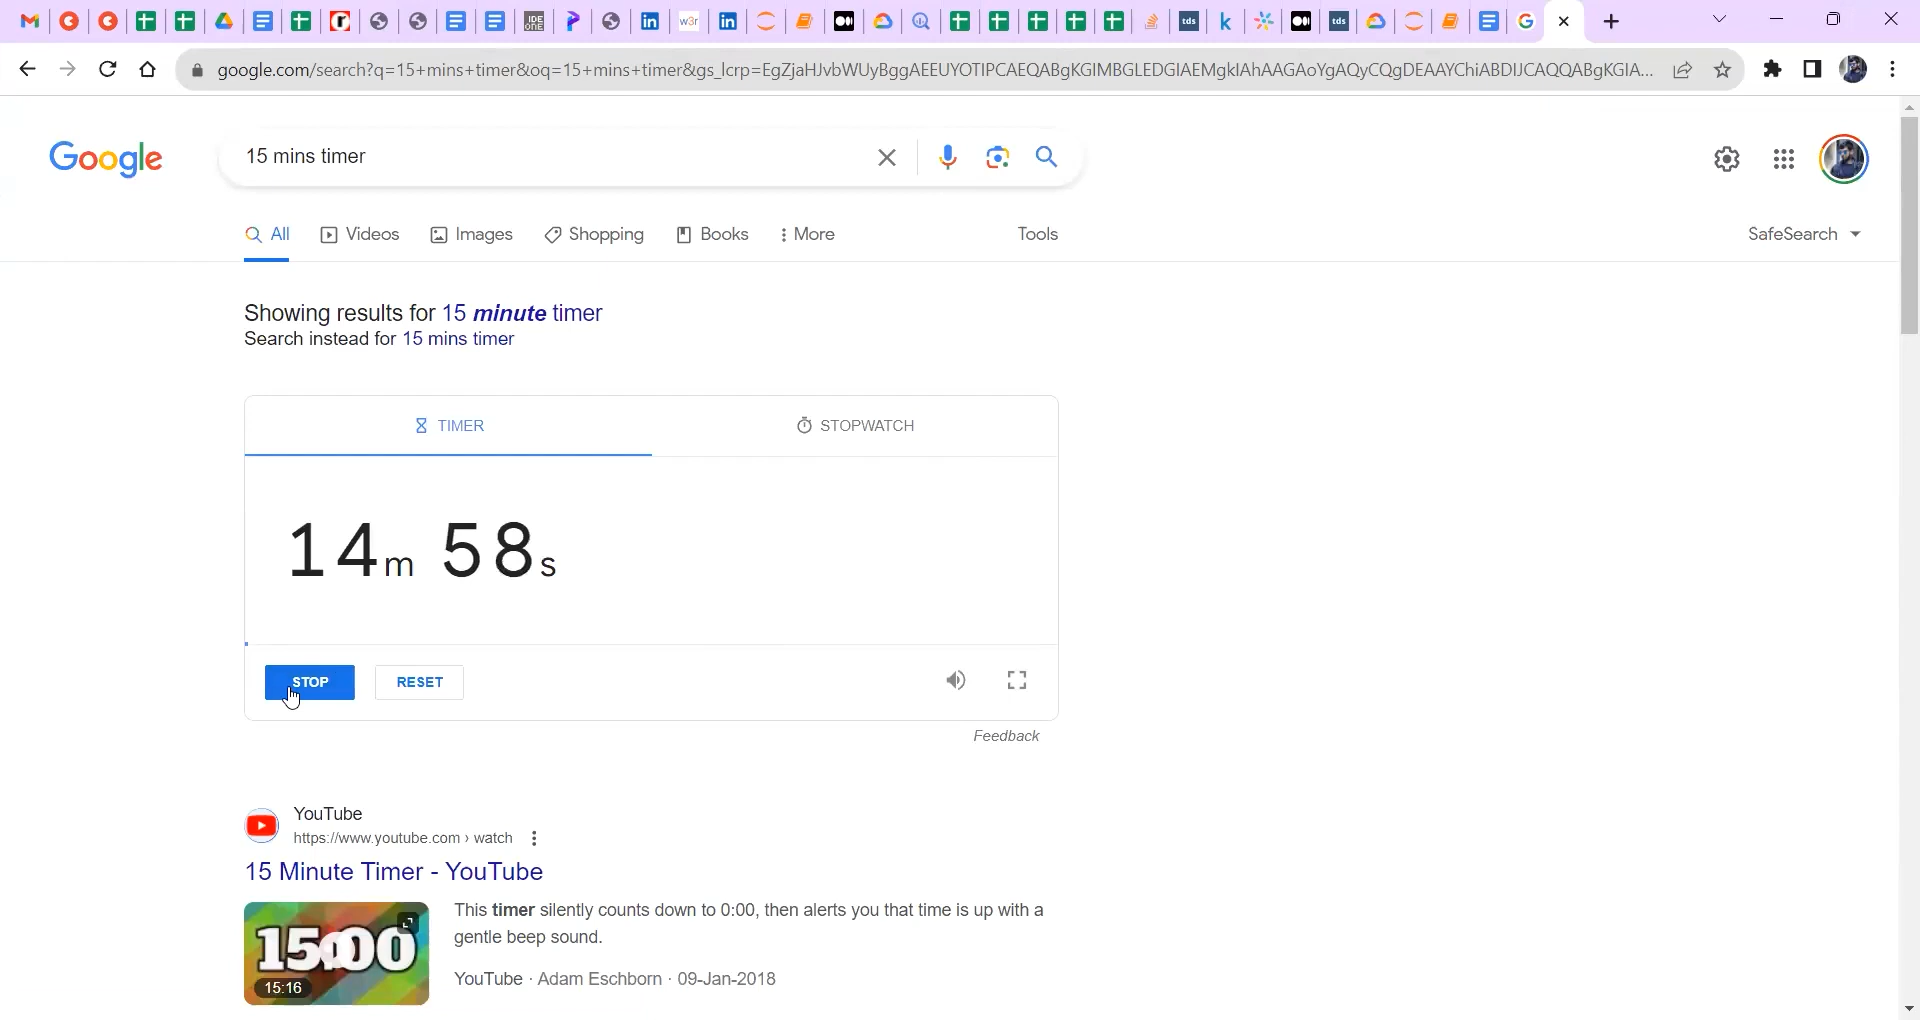 google.com/search?q=15+mins+timer&oq=15+mins+timer&gs_lcrp=EgZjaHJvbWUyBggAEEUYOTIPCAEQABgKGIMBGLEDGIAEMgkIAhAAGAoYgAQyCQgDEAAYChiABDIJCAQQABgKGIA...
Google
15 mins timer
All
Videos
Images
Shopping
Books
More
Tools
SafeSearch
Showing results for 15 minute timer
Search instead for 15 mins timer
TIMER
STOPWATCH
14m 58s
STOP
RESET
Feedback
YouTube
https://www.youtube.com › watch
15 Minute Timer - YouTube
15:00
15:16
This timer silently counts down to 0:00, then alerts you that time is up with a
gentle beep sound.
YouTube · Adam Eschborn · 09-Jan-2018